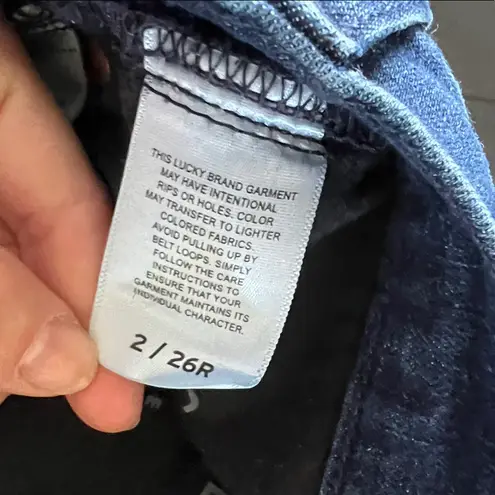 THIS LUCKY BRAND GARMENT
MAY HAVE INTENTIONAL
RIPS OR HOLES. COLOR
MAY TRANSFER TO LIGHTER
COLORED FABRICS.
AVOID PULLING UP BY
BELT LOOPS. SIMPLY
FOLLOW THE CARE
INSTRUCTIONS TO
ENSURE THAT YOUR
GARMENT MAINTAINS ITS
INDIVIDUAL CHARACTER.
2 / 26R